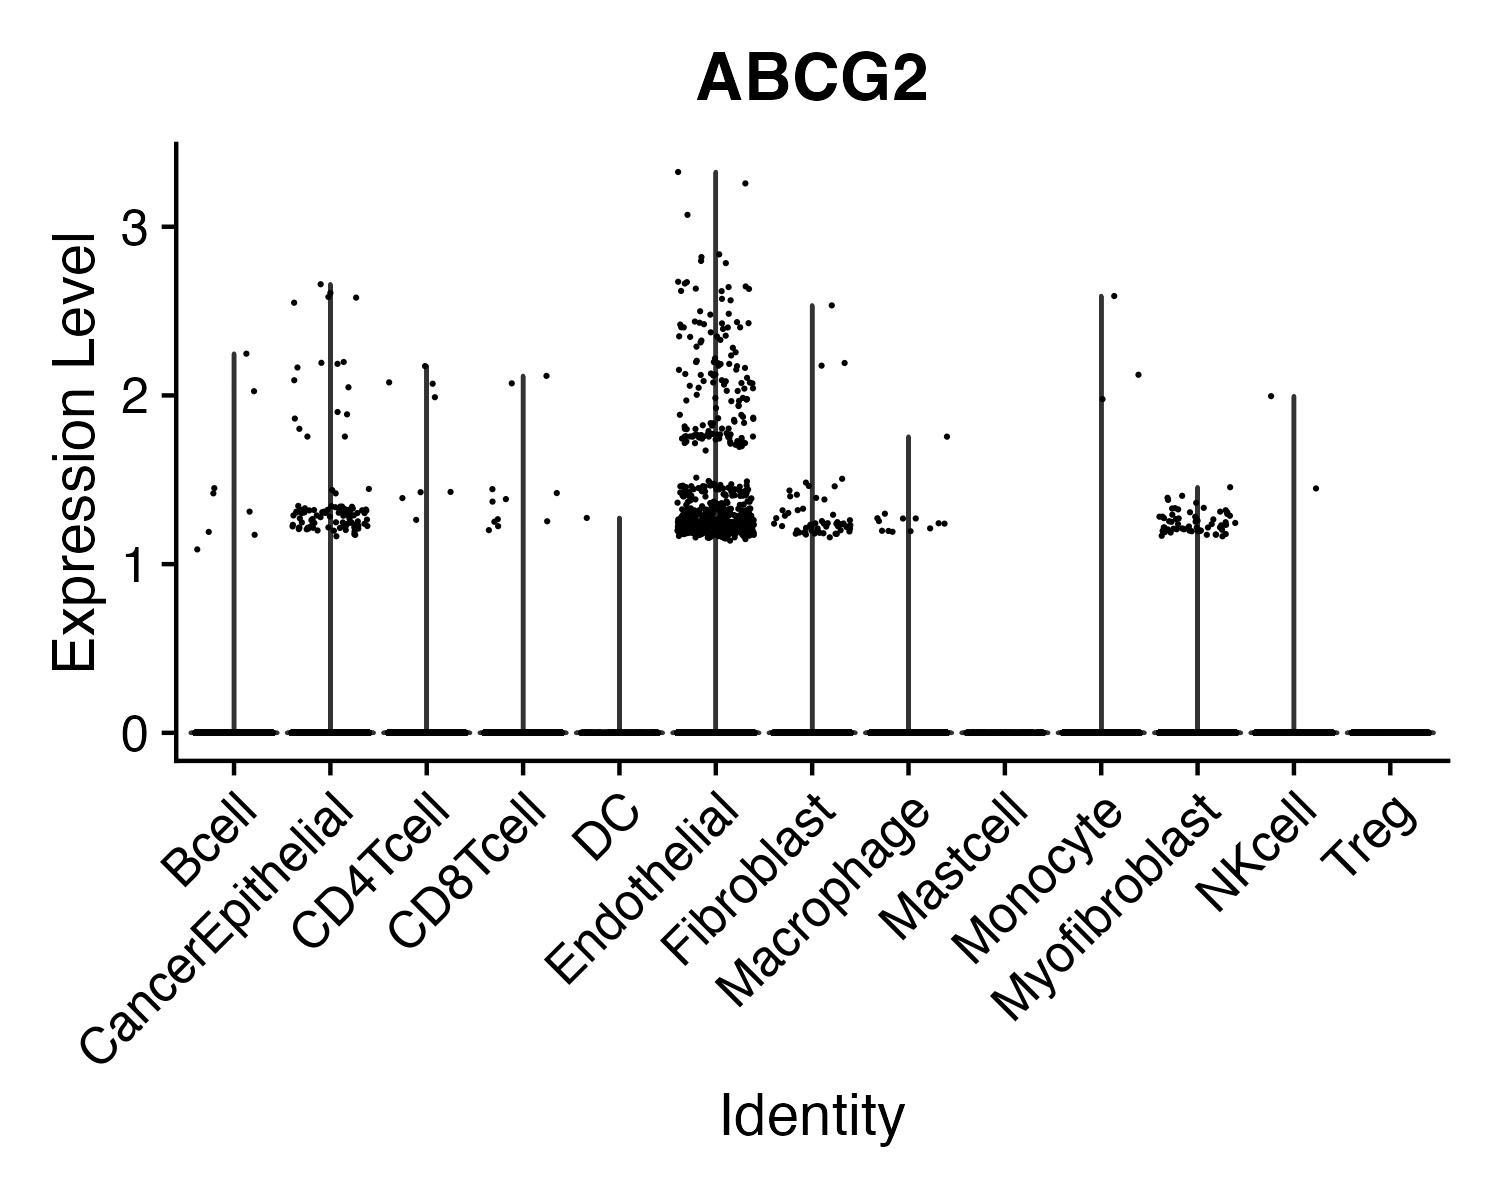 ABCG2
Expression Level
3
2
1
0
Bcell
CancerEpithelial
CD4Tcell
CD8Tcell
DC
Endothelial
Fibroblast
Macrophage
Mastcell
Monocyte
Myofibroblast
NKcell
Treg
Identity